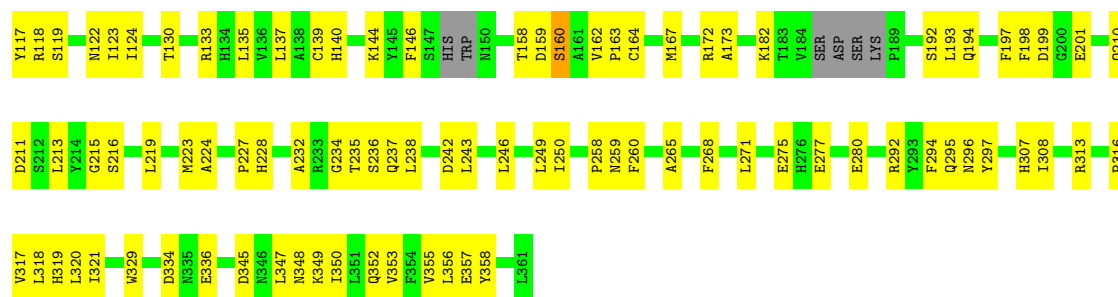 Y117 R118 S119 N122 I123 I124 T130 R133 H134 L135 V136 L137 A138 C139 H140 K144 Y145 F146 S147 HIS TRP N150 T158 D159 S160 A161 V162 P163 C164 M167 R172 A173 K182 T183 V184 SER ASP SER LYS P189 S192 L193 Q194 F197 F198 D199 G200 E201
D211 S212 L213 Y214 G215 S216 L219 M223 A224 P227 H228 A232 R233 G234 T235 S236 Q237 L238 D242 L243 L246 L249 I250 P258 N259 F260 A265 F268 L271 E275 H276 E277 E280 R292 Y293 F294 Q295 N296 Y297 H307 I308 R313
V317 L318 H319 L320 I321 W329 D334 N335 E336 D345 N346 L347 N348 K349 I350 L351 Q352 V353 F354 V355 L356 E357 Y358 L361